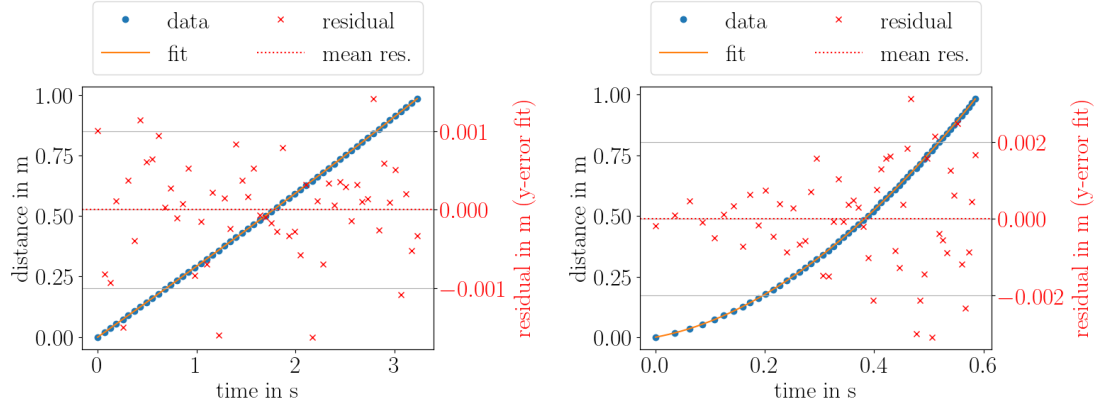 data
residual
fit
mean res.
1.00
0.75
0.50
0.25
0.00
distance in m
0.001
0.000
−0.001
residual in m (y-error fit)
0
1
2
3
time in s
data
residual
fit
mean res.
1.00
0.75
0.50
0.25
0.00
distance in m
0.002
0.000
−0.002
residual in m (y-error fit)
0.0
0.2
0.4
0.6
time in s